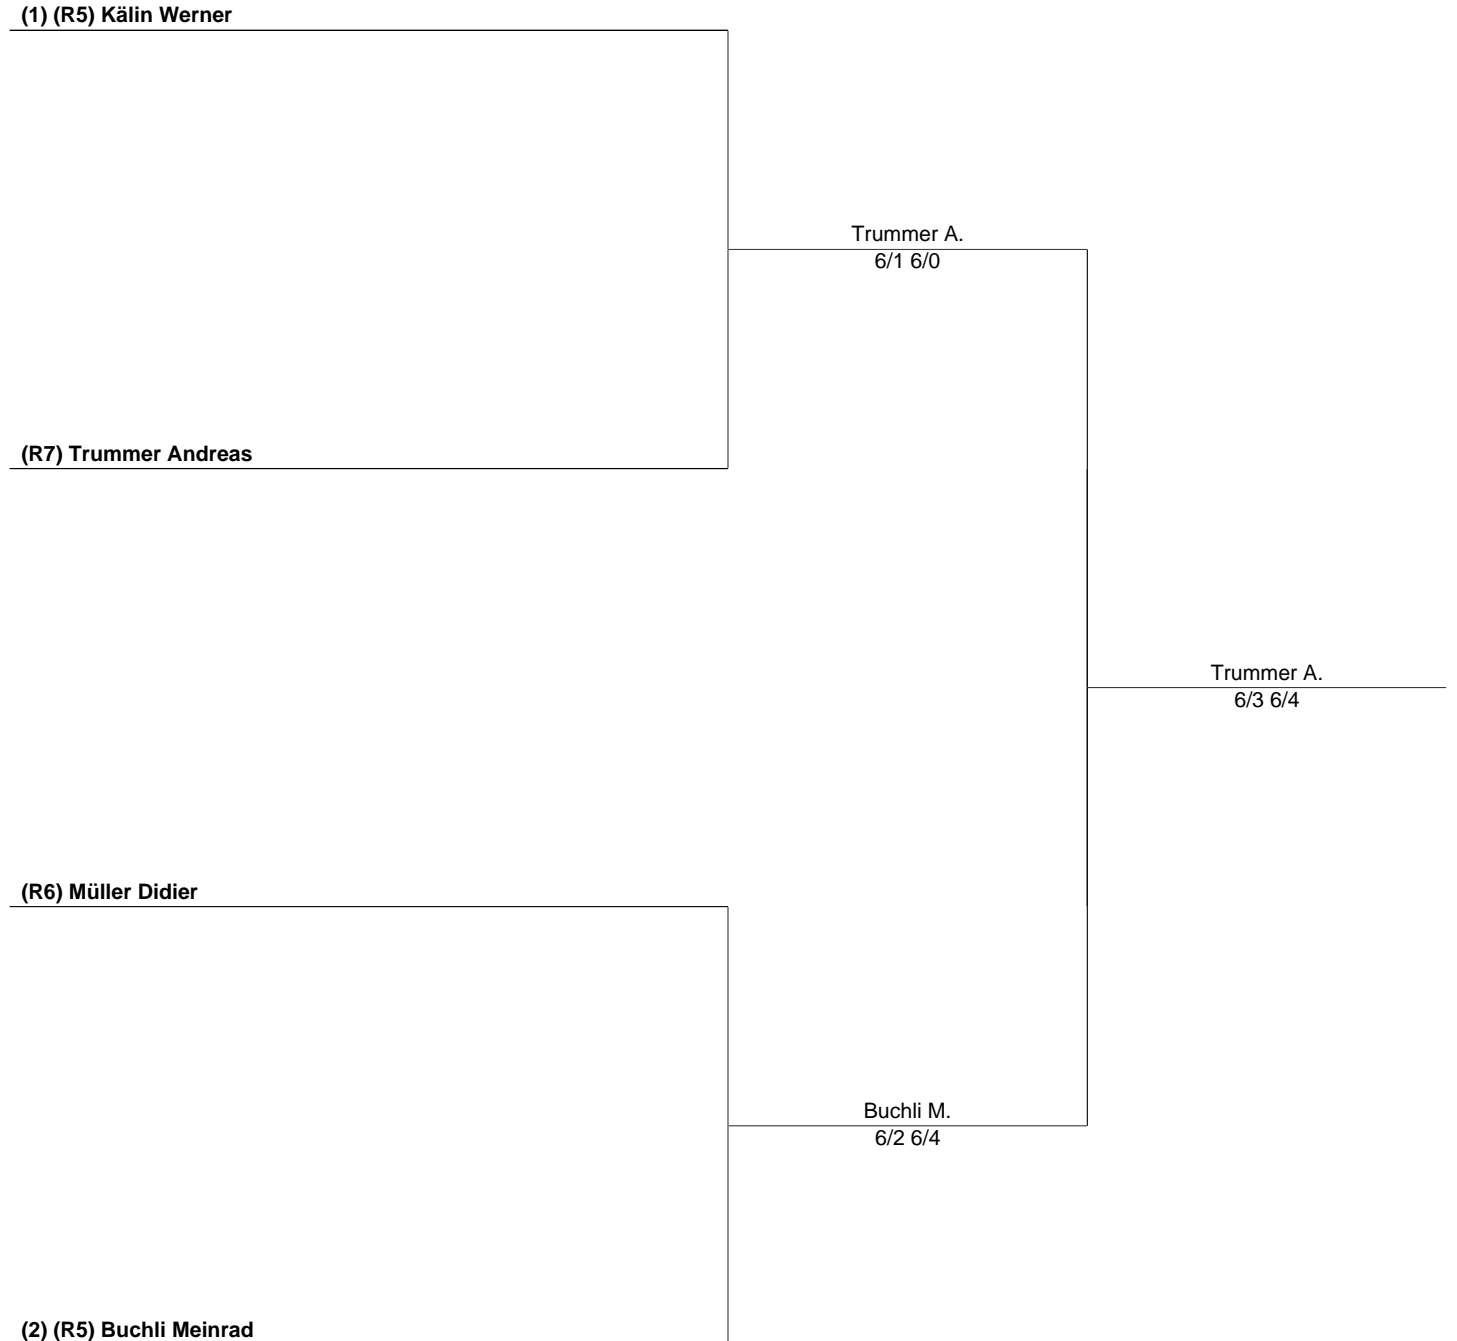 (1) (R5) Kälin Werner
Trummer A.
6/1 6/0
(R7) Trummer Andreas
Trummer A.
6/3 6/4
(R6) Müller Didier
Buchli M.
6/2 6/4
(2) (R5) Buchli Meinrad